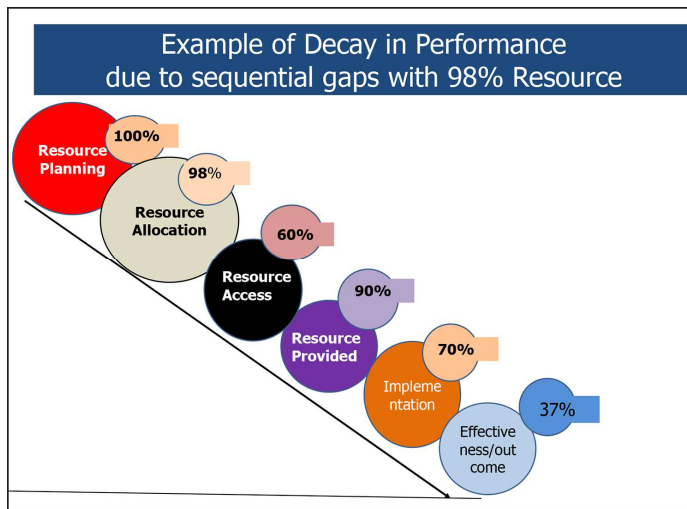 Example of Decay in Performance
due to sequential gaps with 98% Resource
100%
Resource
Planning
98%
Resource
Allocation
60%
Resource
Access
90%
Resource
Provided
70%
Impleme
ntation
37%
Effective
ness/out
come